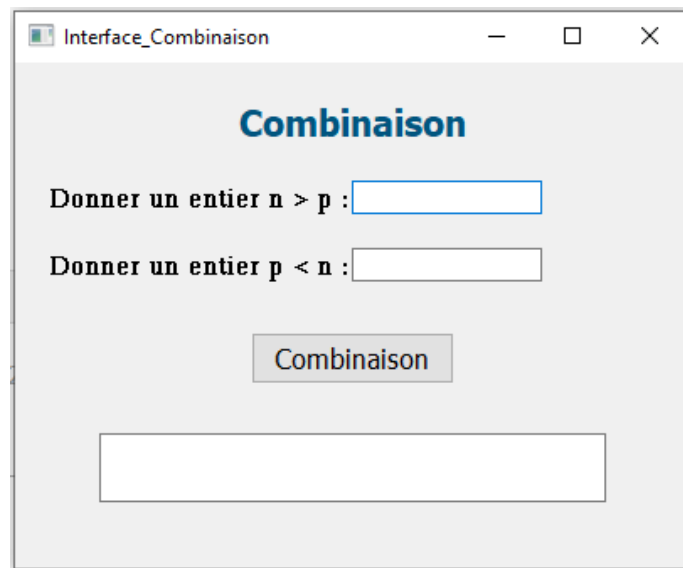 Interface_Combinaison
Combinaison
Donner un entier n > p :
Donner un entier p < n :
Combinaison